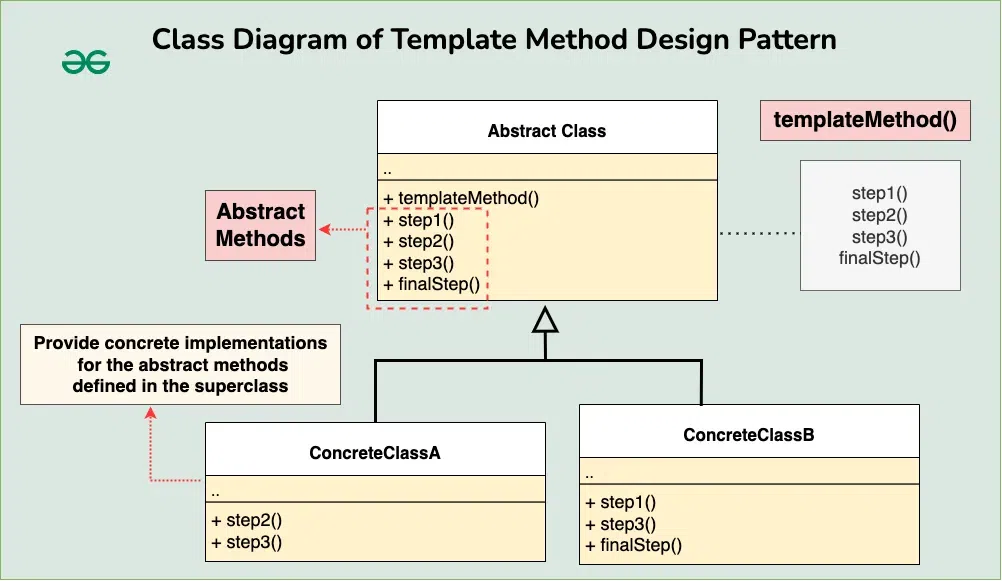 Class Diagram of Template Method Design Pattern
Abstract Class
..
+ templateMethod()
+ step1()
+ step2()
+ step3()
+ finalStep()
templateMethod()
step1()
step2()
step3()
finalStep()
Abstract
Methods
Provide concrete implementations
for the abstract methods
defined in the superclass
ConcreteClassA
..
+ step2()
+ step3()
ConcreteClassB
..
+ step1()
+ step3()
+ finalStep()